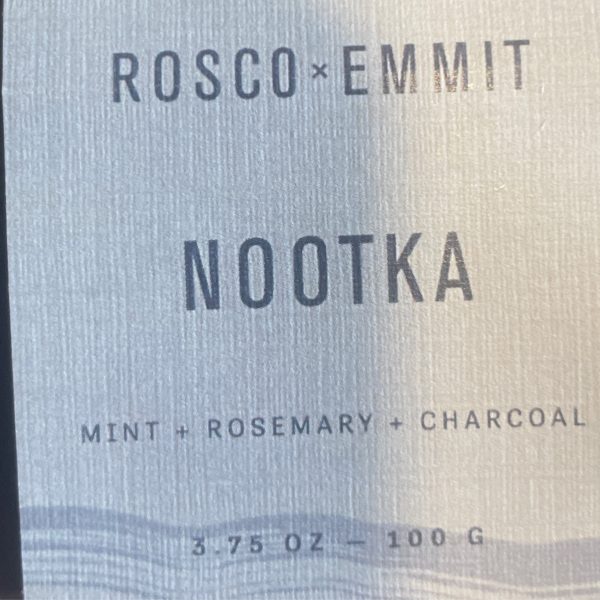 ROSCO × EMMIT
NOOTKA
MINT + ROSEMARY + CHARCOAL
3.75 OZ — 100 G